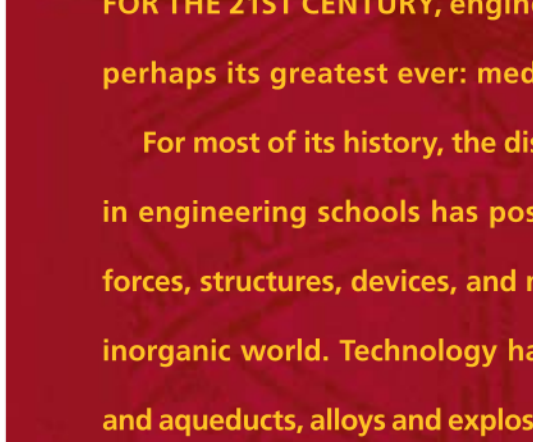 FOR THE 21ST CENTURY, engin
perhaps its greatest ever: med
For most of its history, the dis
in engineering schools has pos
forces, structures, devices, and
inorganic world. Technology ha
and aqueducts, alloys and explos